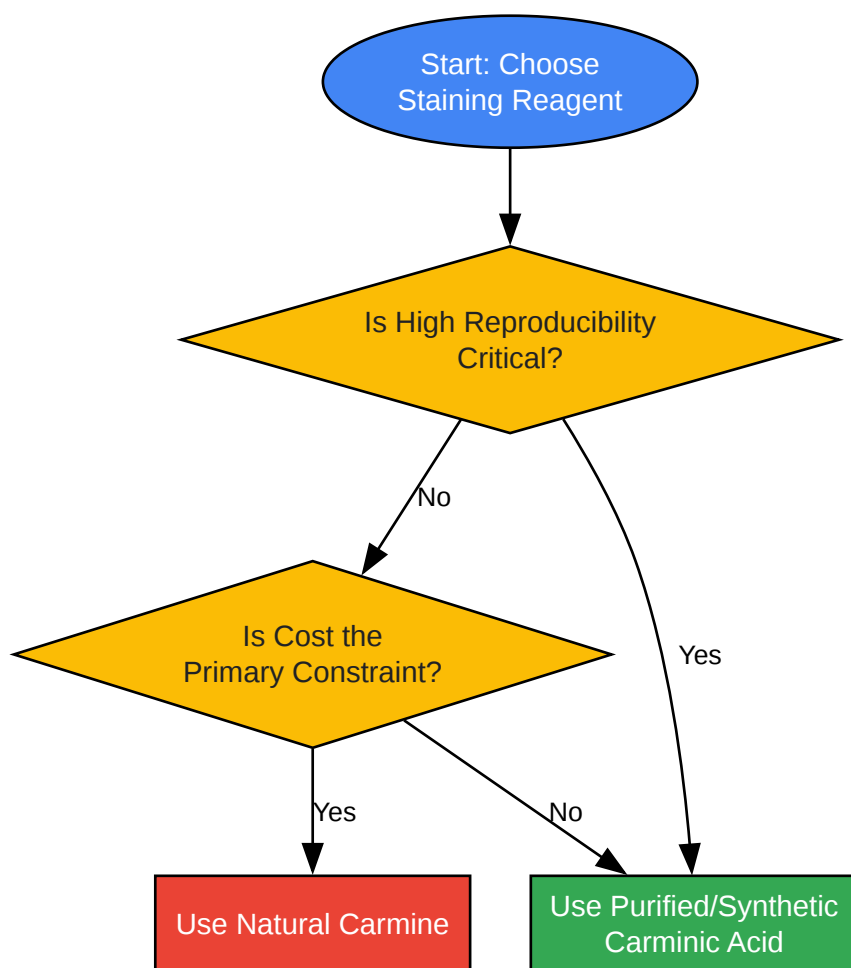 Start: Choose
Staining Reagent
Is High Reproducibility
Critical?
No
Is Cost the
Primary Constraint?
Yes
Yes
No
Use Natural Carmine
Use Purified/Synthetic
Carminic Acid